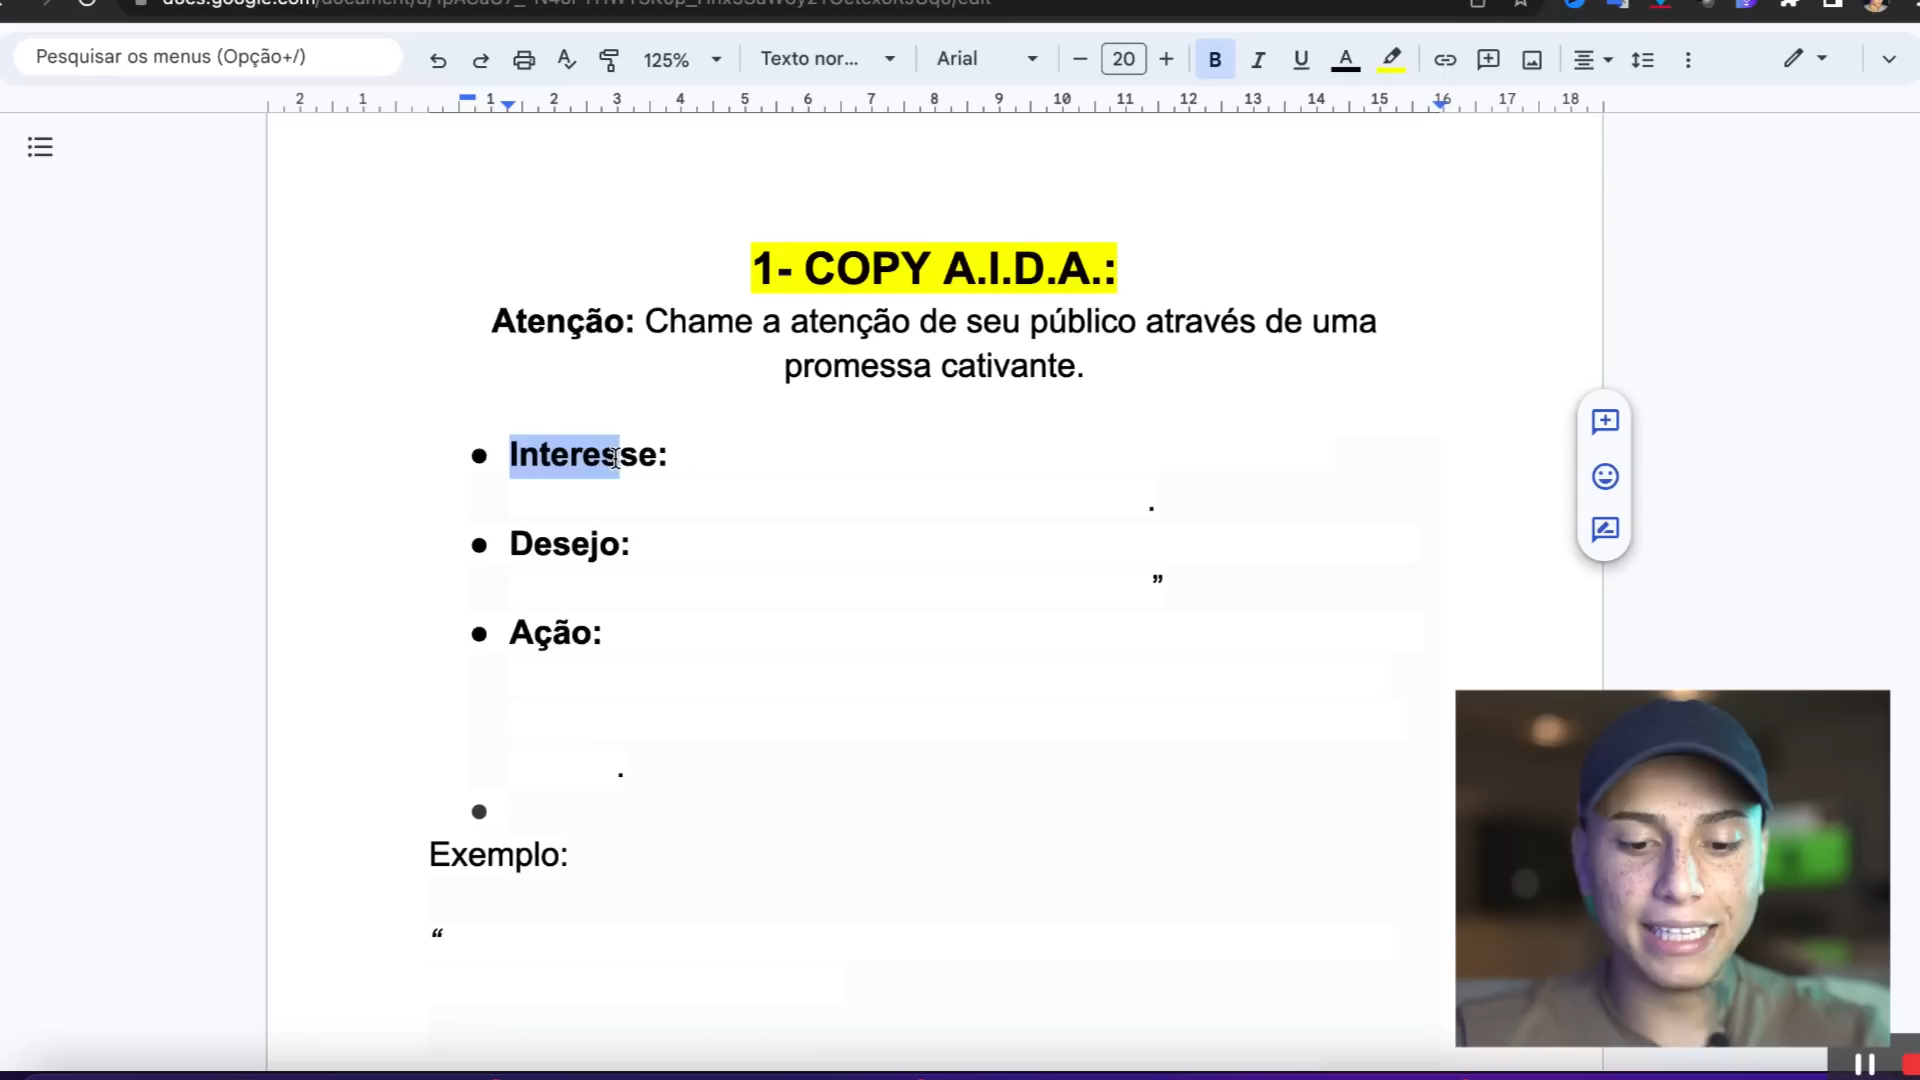 Pesquisar os menus (Opção+/)
125%
Texto nor...
Arial
20
B
I
U
A
2 1 1 2 3 4 5 6 7 8 9 10 11 12 13 14 15 16 17 18
1- COPY A.I.D.A.:
Atenção: Chame a atenção de seu público através de uma
promessa cativante.
● Interesse:
.
● Desejo:
”
● Ação:
.
●
Exemplo:
“